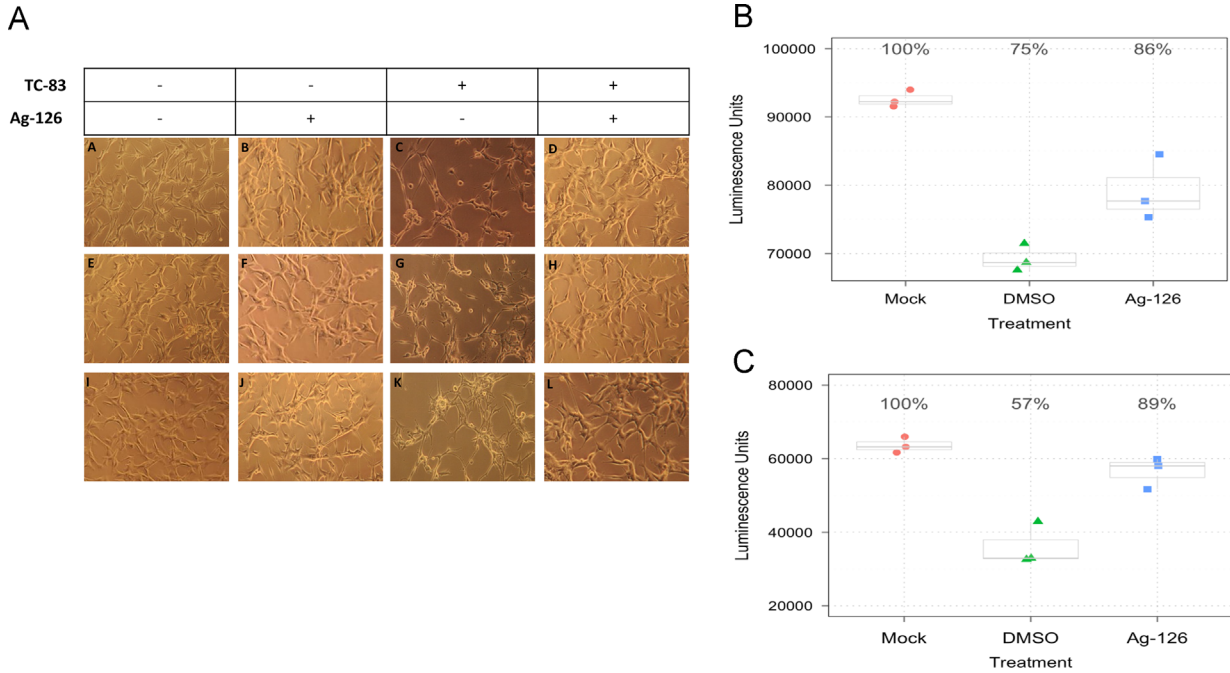 A
TC-83 - - + +
Ag-126 - + - +
A B C D
E F G H
I J K L
B
100000
90000
80000
70000
Luminescence Units
100% 75% 86%
Mock DMSO Ag-126
Treatment
C
80000
60000
40000
20000
Luminescence Units
100% 57% 89%
Mock DMSO Ag-126
Treatment